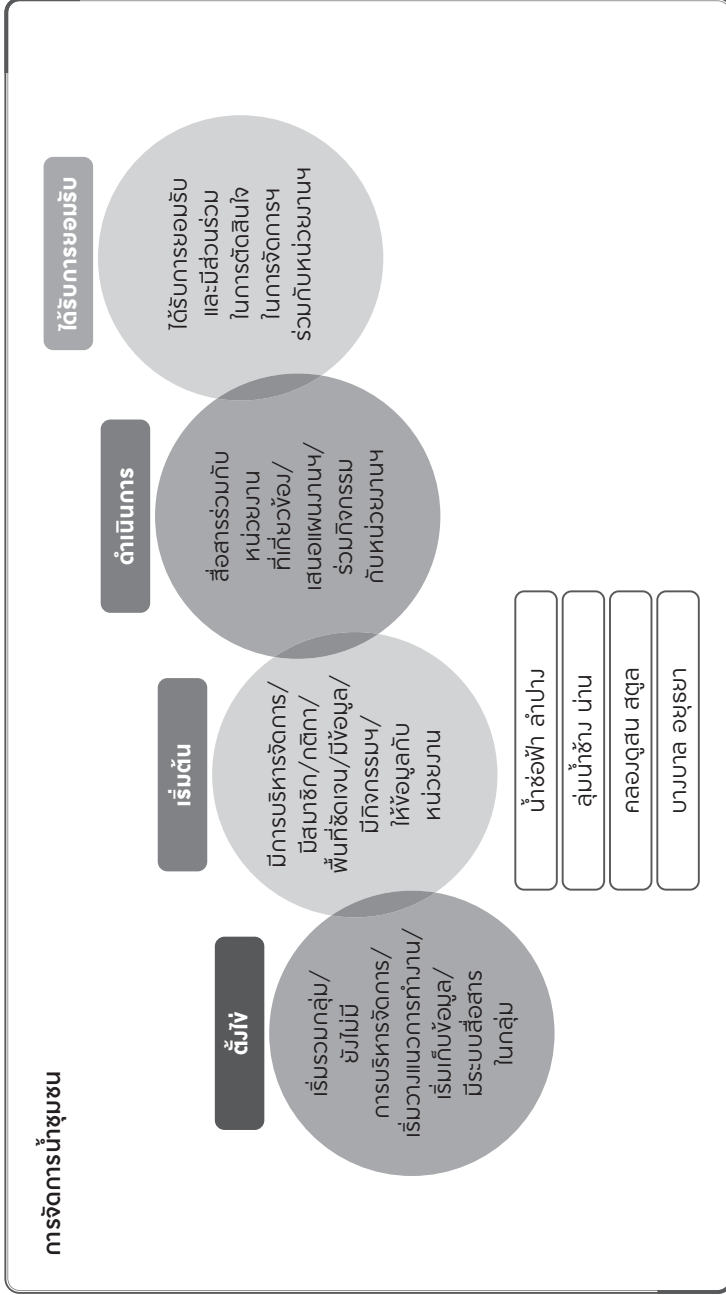 การจัดการน้ำชุมชน
ตั้งไข่
เริ่มรวมกลุ่ม/
ยังไม่มี
การบริหารจัดการ/
เริ่มวางแนวการทำงาน/
เริ่มเก็บข้อมูล/
มีระบบสื่อสาร
ในกลุ่ม
เริ่มต้น
มีการบริหารจัดการ/
มีสมาชิก/กติกา/
พื้นที่ชัดเจน/มีข้อมูล/
มีกิจกรรมฯ/
ให้ข้อมูลกับ
หน่วยงาน
ดำเนินการ
สื่อสารร่วมกับ
หน่วยงาน
ที่เกี่ยวข้อง/
เสนอแผนงานฯ/
ร่วมกิจกรรม
กับหน่วยงานฯ
ได้รับการยอมรับ
ได้รับการยอมรับ
และมีส่วนร่วม
ในการตัดสินใจ
ในการจัดการฯ
ร่วมกับหน่วยงานฯ
น้ำช่อฟ้า ลำปาง
ลุ่มน้ำช้าง น่าน
คลองดูสน สตูล
บางบาล อยุธยา